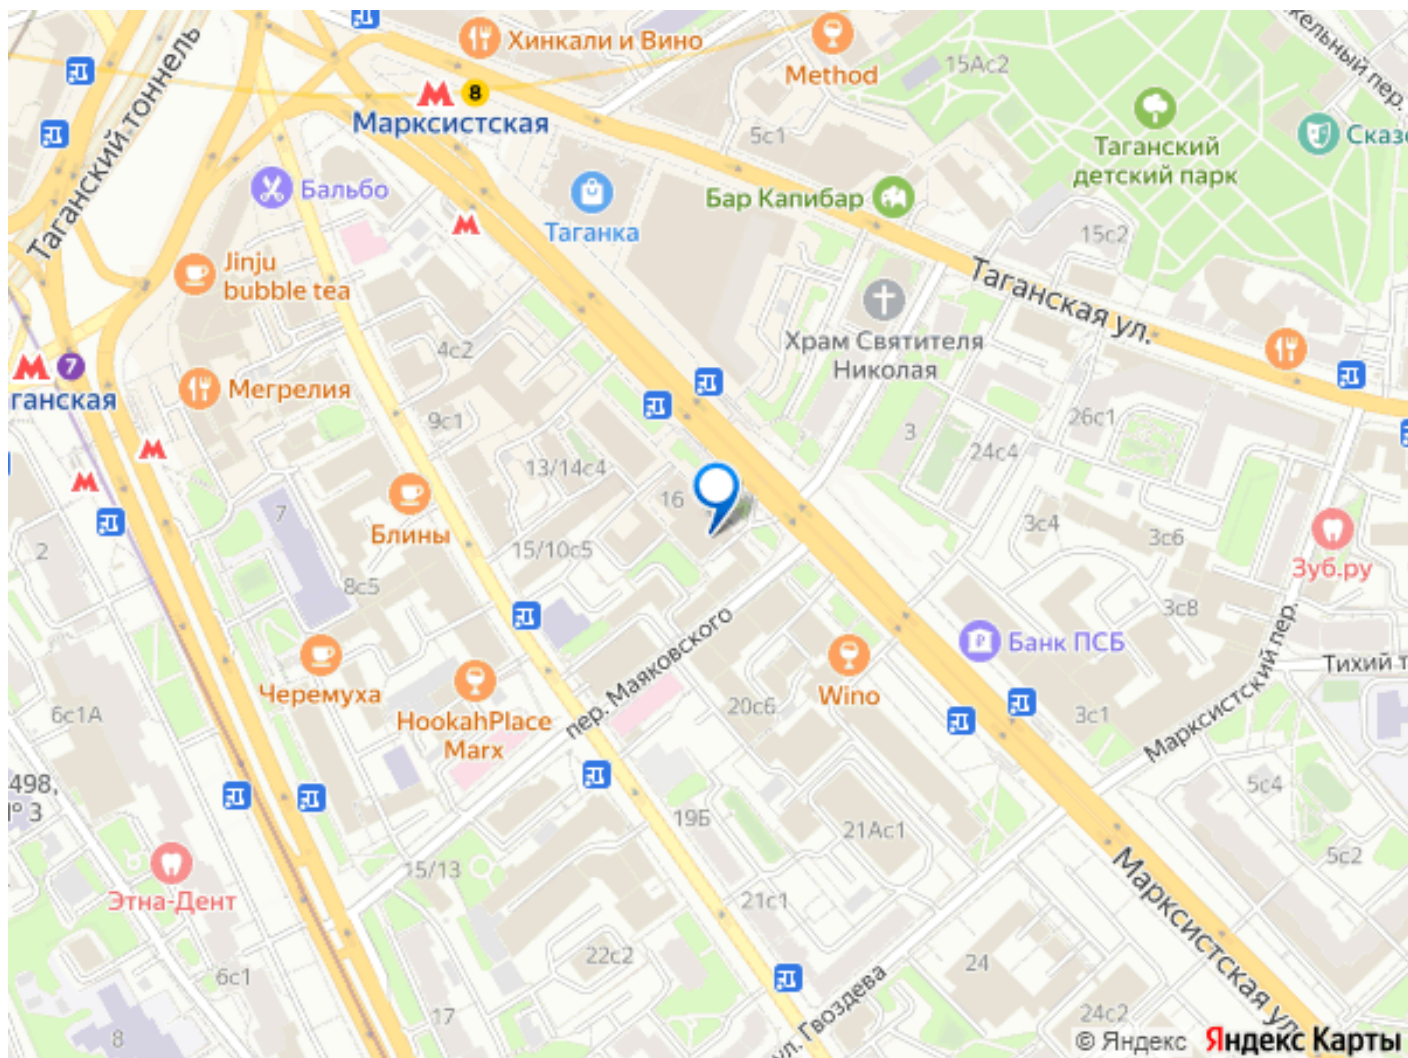 Хинкали и Вино
Method
15Ас2
8
Марксистская
5с1
Таганский тоннель
Таганский
детский парк
Бальбо
Таганка
Бар Капибар
15с2
Jinju
bubble tea
Таганская ул.
Храм Святителя
Николая
4с2
7
Мегрелия
9с1
26с1
3
24с4
13/14с4
16
7
Блины
15/10с5
3с4
3с6
2
Зуб.ру
8с5
3с8
Банк ПСБ
пер. Маяковского
Черемуха
Wino
Марксистский пер.
HookahPlace
Marx
6с1А
20с6
3с1
498,
5с4
19Б
21Ас1
15/13
5с2
Этна-Дент
21с1
Марксистская ул.
22с2
24
6с1
17
ул. Гвоздева
24с2
8
© Яндекс
Яндекс Карты